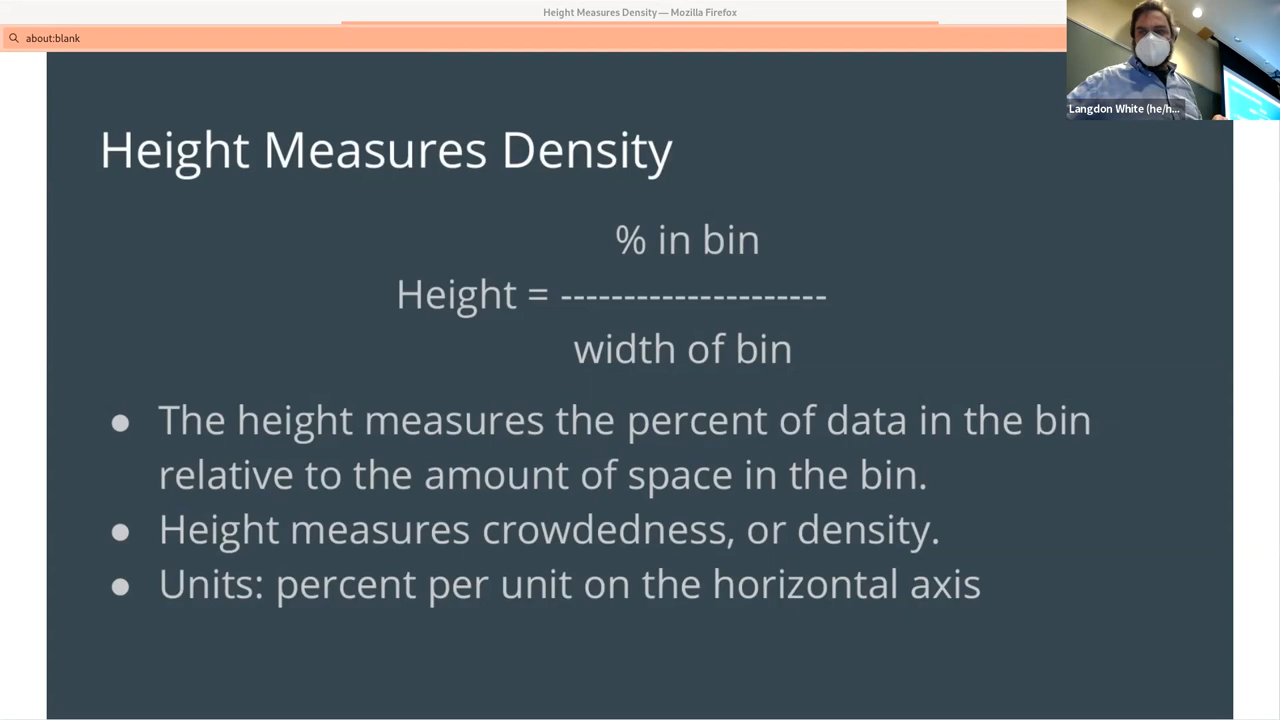 Height Measures Density — Mozilla Firefox
about:blank
Langdon White (he/h...
Height Measures Density
% in bin
Height = ---------------------
width of bin
● The height measures the percent of data in the bin
relative to the amount of space in the bin.
● Height measures crowdedness, or density.
● Units: percent per unit on the horizontal axis